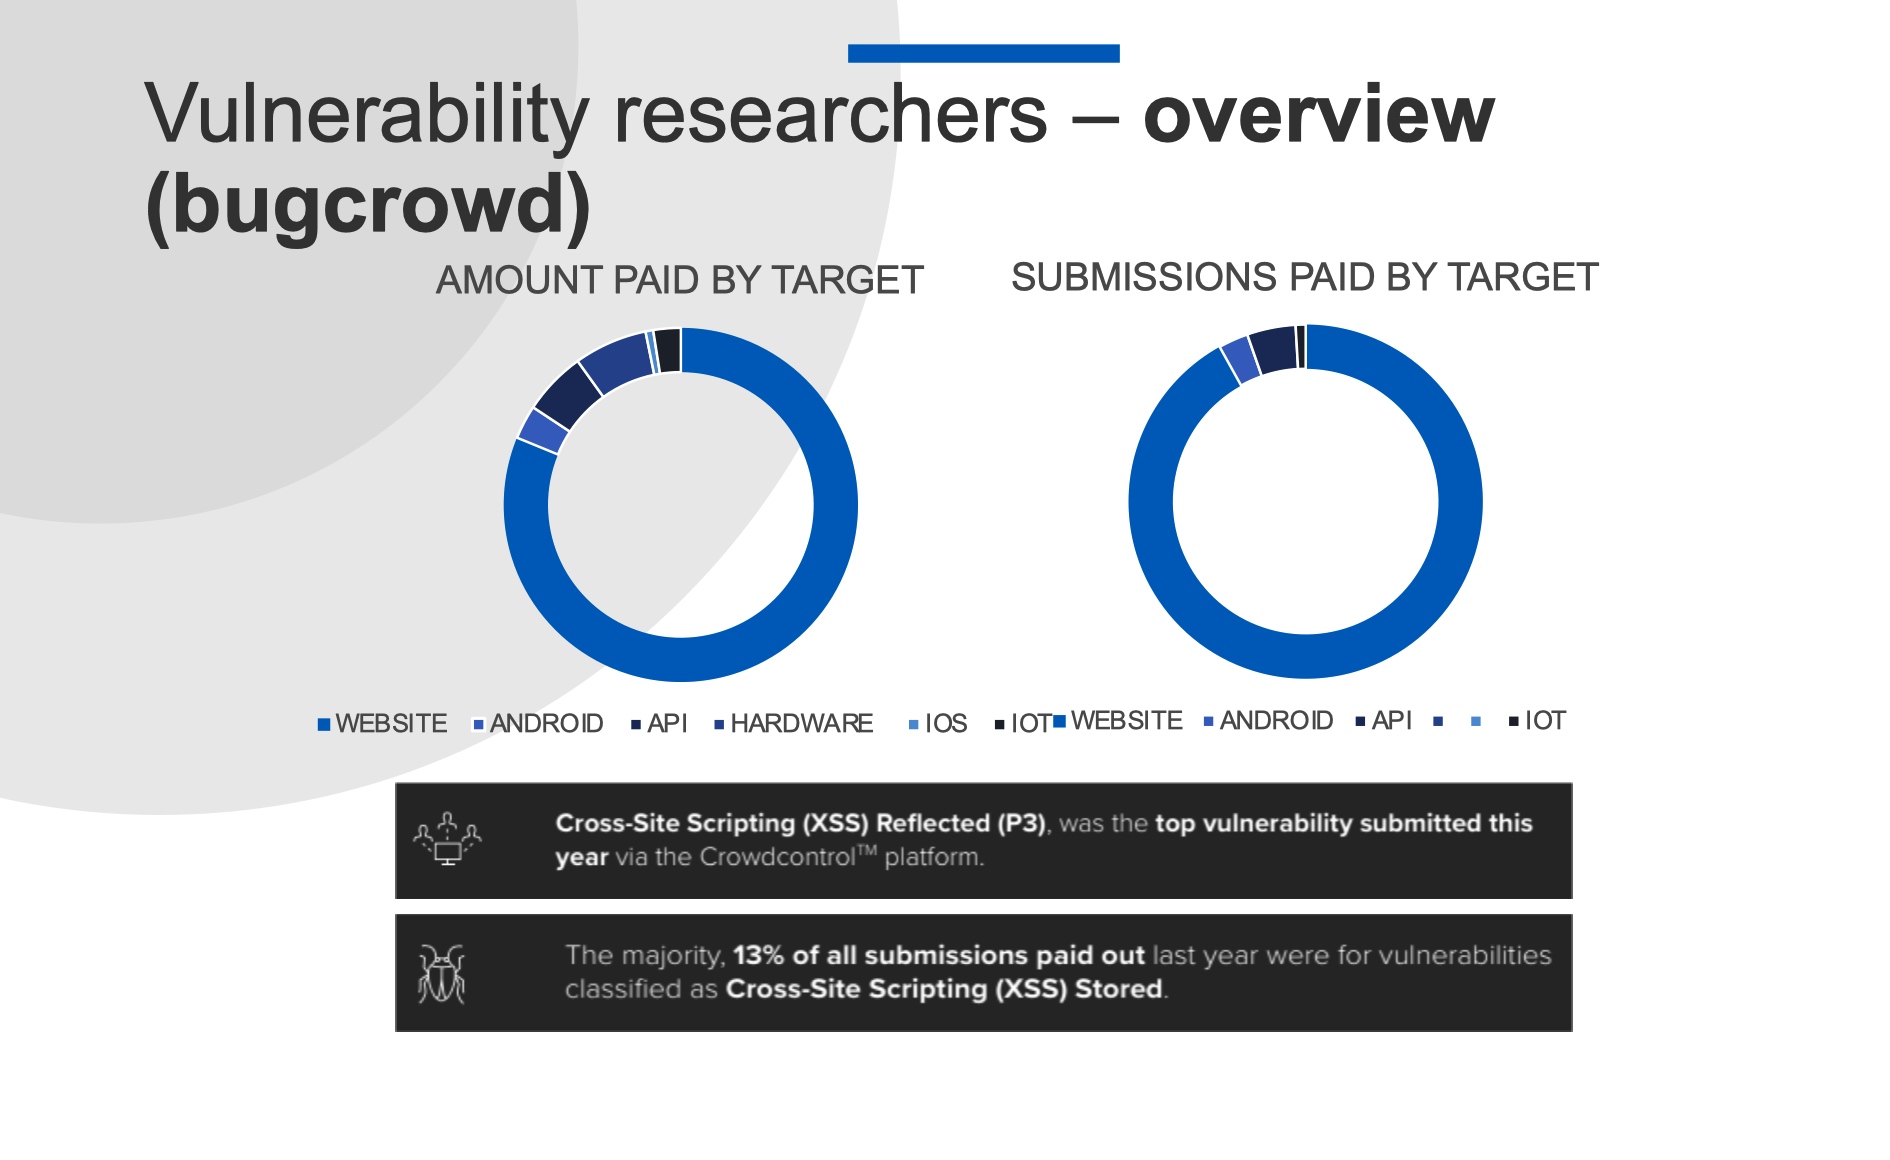 Vulnerability researchers – overview
(bugcrowd)
AMOUNT PAID BY TARGET
SUBMISSIONS PAID BY TARGET
WEBSITE ANDROID API HARDWARE IOS IOT
WEBSITE ANDROID API IOT
Cross-Site Scripting (XSS) Reflected (P3), was the top vulnerability submitted this
year via the Crowdcontrol™ platform.
The majority, 13% of all submissions paid out last year were for vulnerabilities
classified as Cross-Site Scripting (XSS) Stored.